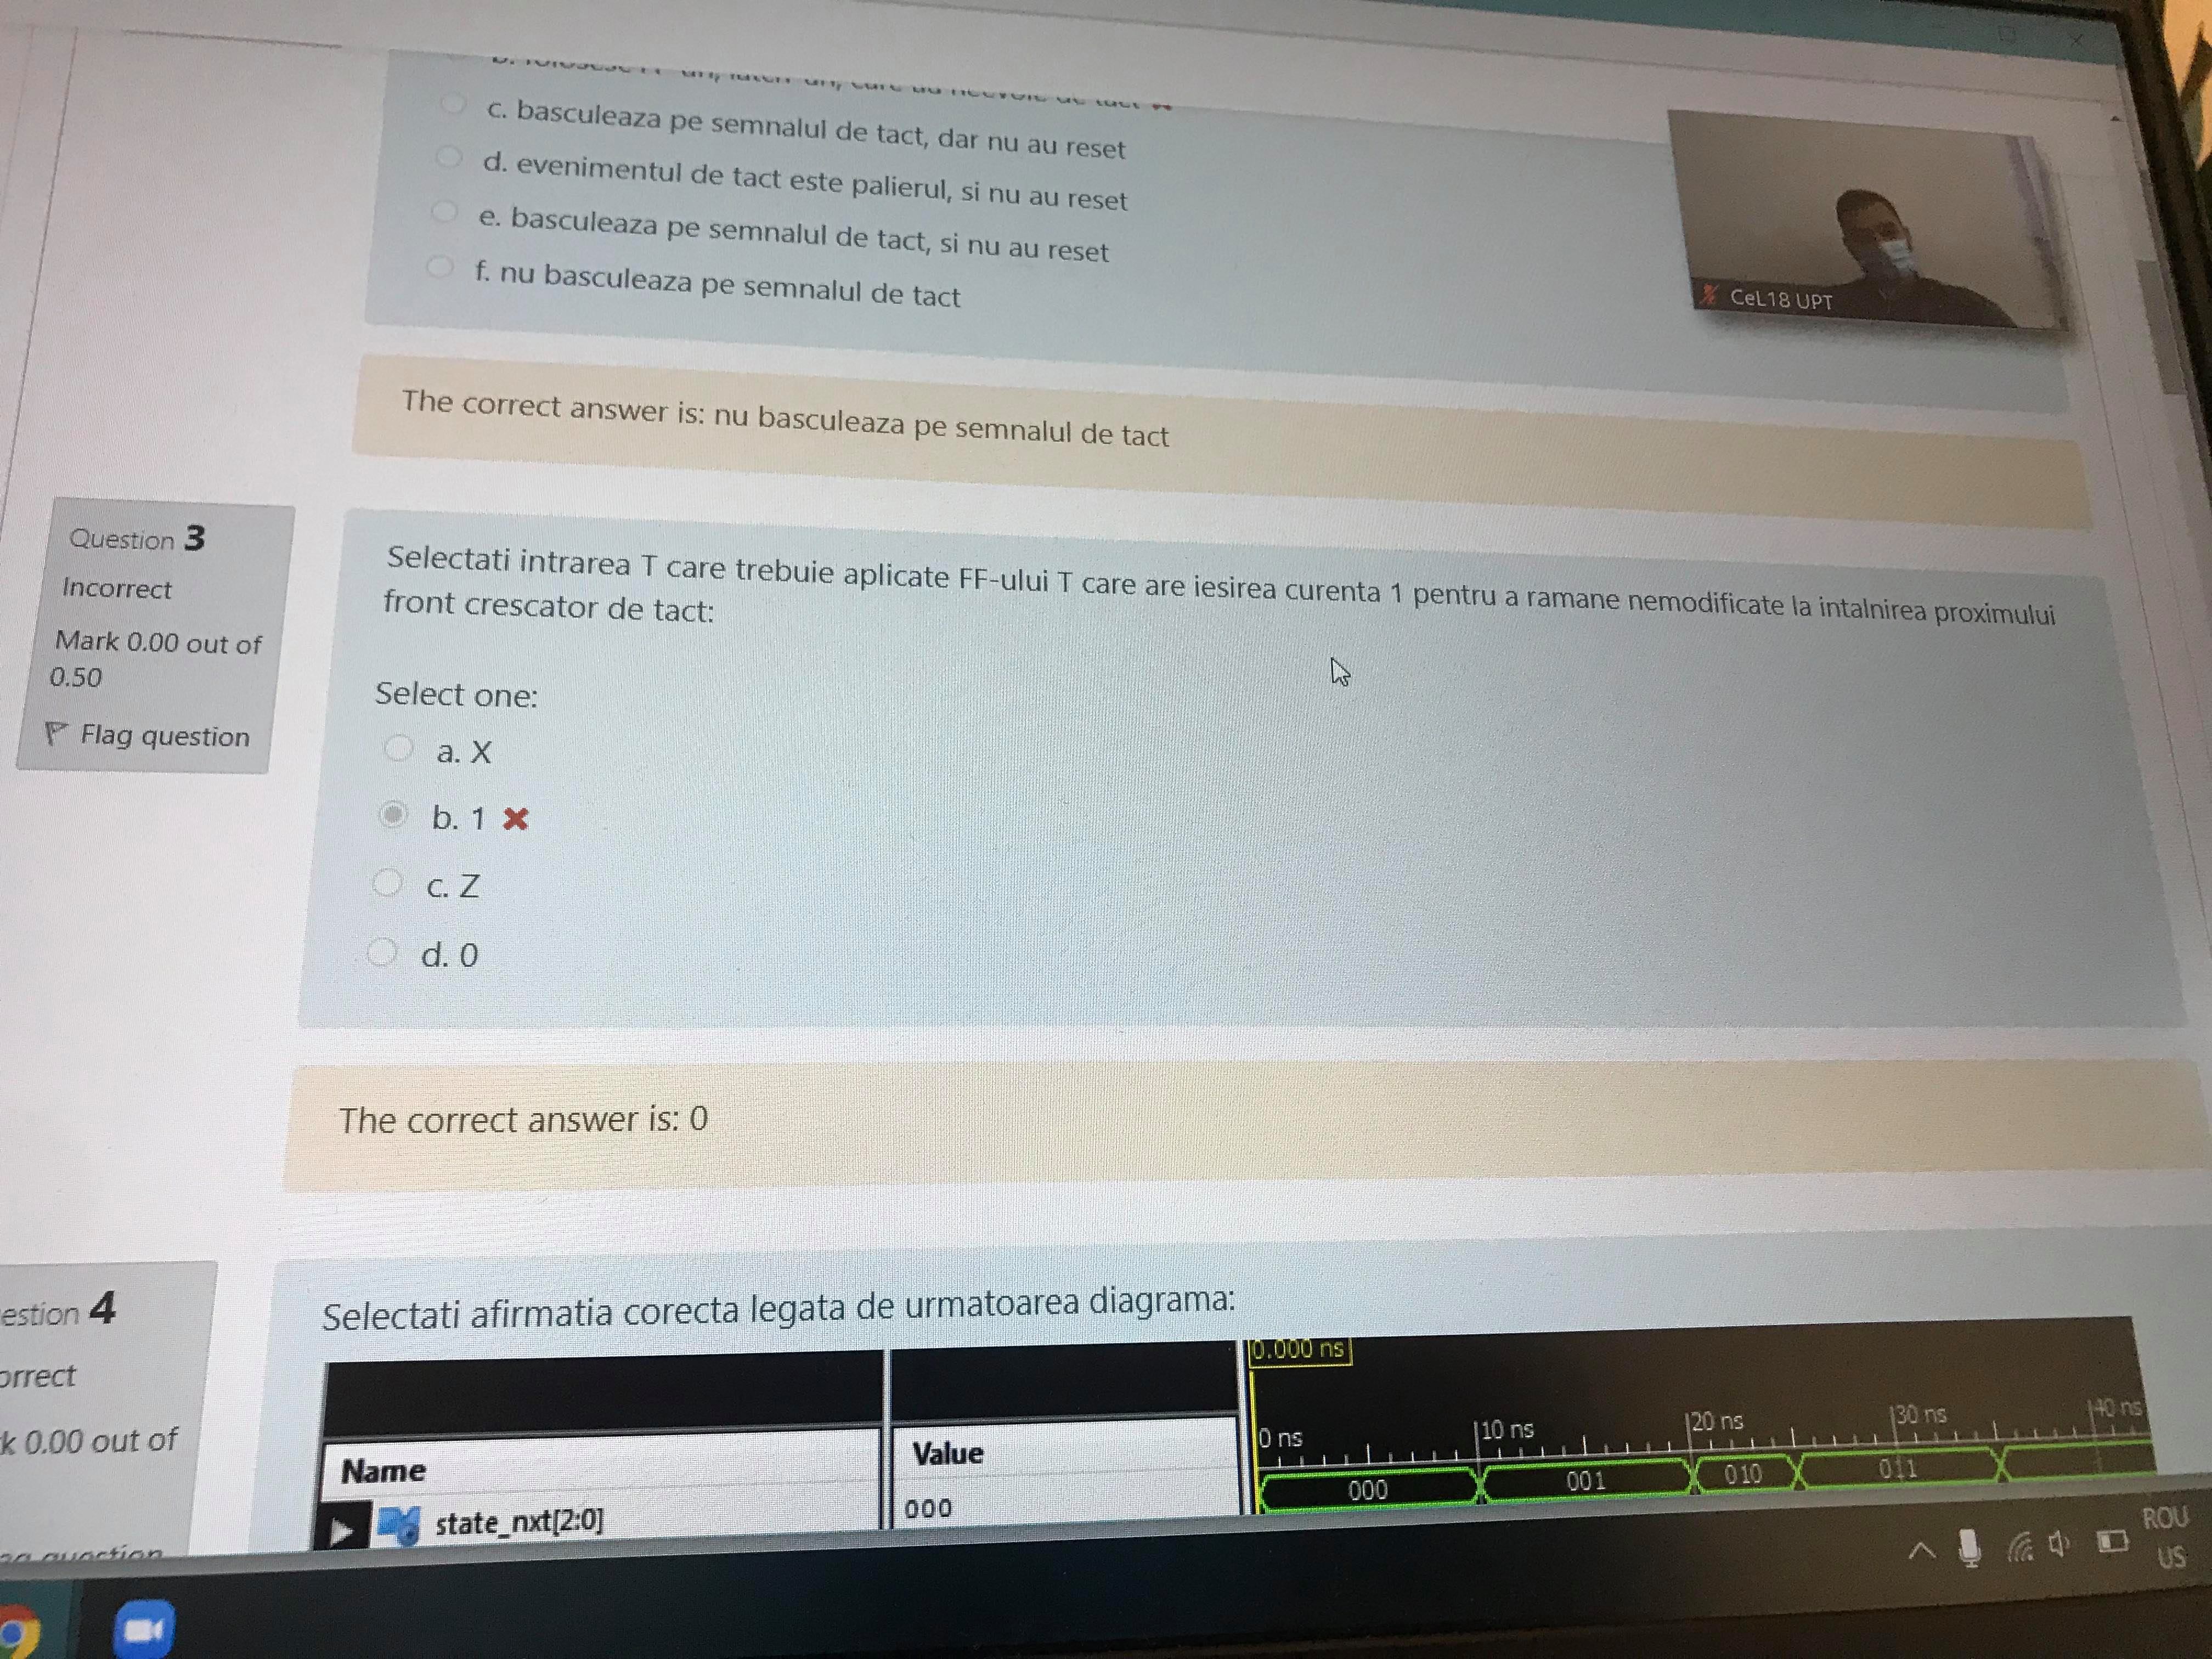 c. basculeaza pe semnalul de tact, dar nu au reset
d. evenimentul de tact este palierul, si nu au reset
e. basculeaza pe semnalul de tact, si nu au reset
f. nu basculeaza pe semnalul de tact
CeL18 UPT
The correct answer is: nu basculeaza pe semnalul de tact
Question 3
Incorrect
Mark 0.00 out of
0.50
Flag question
Selectati intrarea T care trebuie aplicate FF-ului T care are iesirea curenta 1 pentru a ramane nemodificate la intalnirea proximului
front crescator de tact:
Select one:
a. X
b. 1
c. Z
d. 0
The correct answer is: 0
estion 4
orrect
k 0.00 out of
Selectati afirmatia corecta legata de urmatoarea diagrama:
0.000 ns
0 ns 10 ns 20 ns 30 ns 40 ns
Name Value
state_nxt[2:0] 000 000 001 010 011
ROU
US